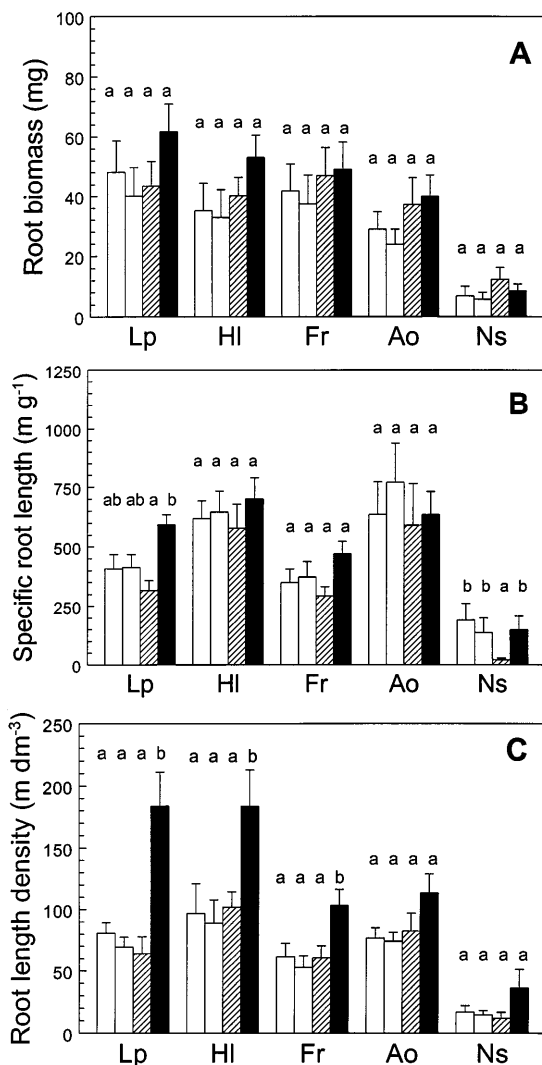 A
Root biomass (mg)
100
80
60
40
20
0
a a a a
a a a a
a a a a
a a a a
a a a a
Lp Hl Fr Ao Ns
B
Specific root length (m g⁻¹)
1250
1000
750
500
250
0
ab ab a b
a a a a
a a a a
a a a a
b b a b
Lp Hl Fr Ao Ns
C
Root length density (m dm⁻³)
250
200
150
100
50
0
a a a b
a a a b
a a a b
a a a a
a a a a
Lp Hl Fr Ao Ns